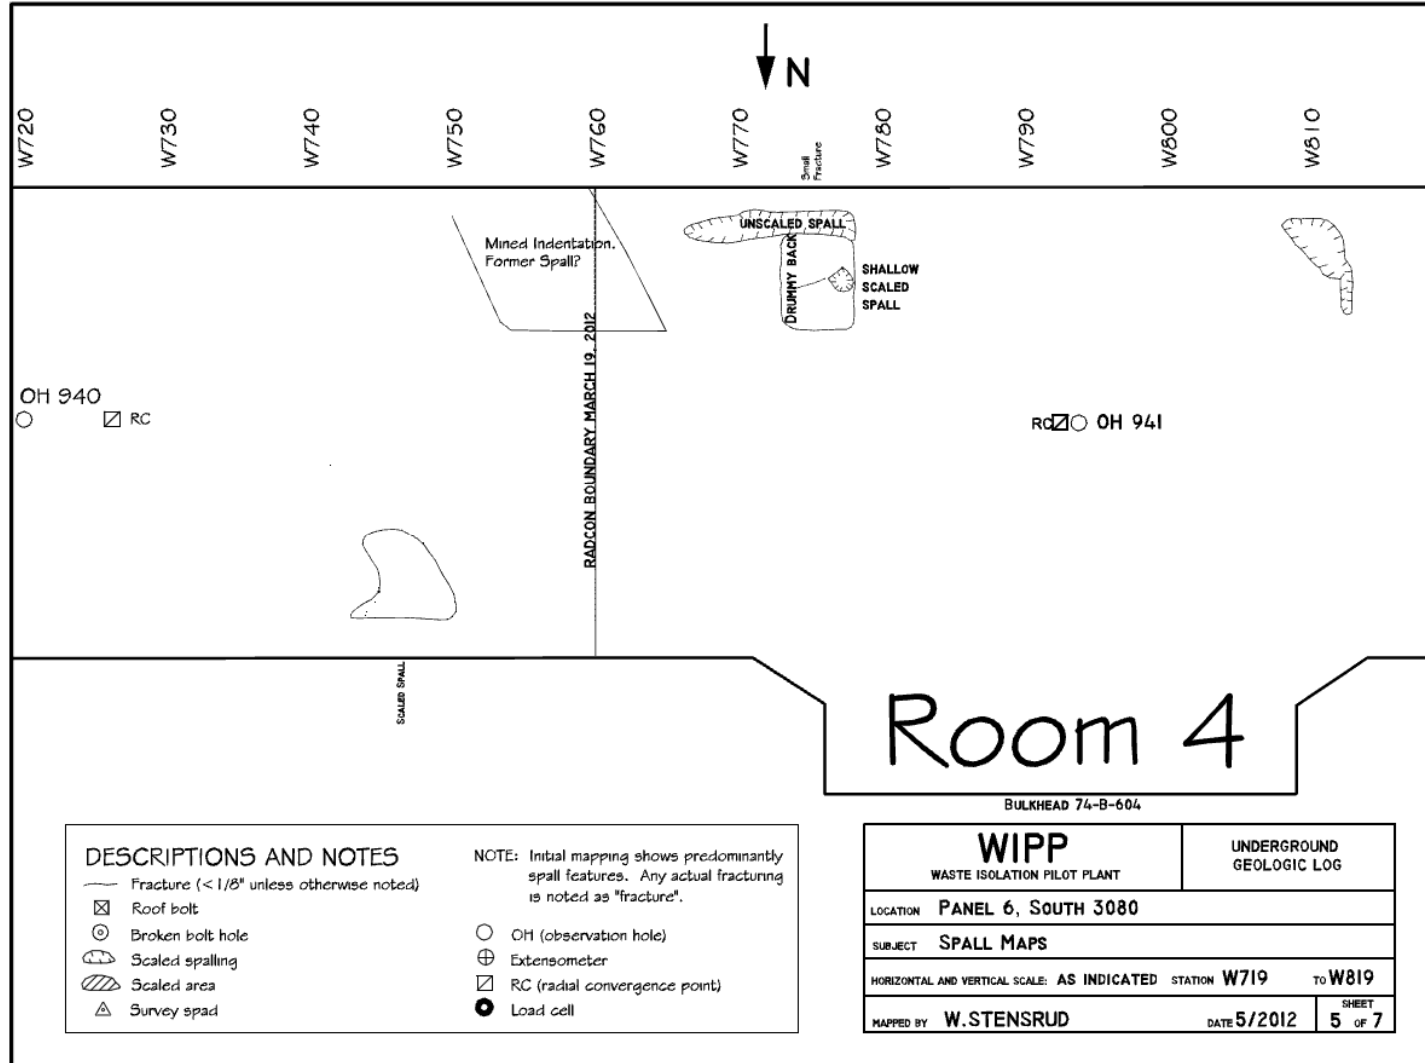 N
W720
W730
W740
W750
W760
W770
Small
Fracture
W780
W790
W800
W810
Mined Indentation.
Former Spall?
UNSCALED SPALL
DRUMMY BACK
SHALLOW
SCALED
SPALL
RADCON BOUNDARY MARCH 19, 2012
OH 940
RC
RC OH 941
SCALED SPALL
Room 4
BULKHEAD 74-B-604
DESCRIPTIONS AND NOTES
Fracture (< 1/8" unless otherwise noted)
Roof bolt
Broken bolt hole
Scaled spalling
Scaled area
Survey spad
NOTE: Initial mapping shows predominantly
spall features. Any actual fracturing
is noted as "fracture".
OH (observation hole)
Extensometer
RC (radial convergence point)
Load cell
WIPP
WASTE ISOLATION PILOT PLANT
UNDERGROUND
GEOLOGIC LOG
LOCATION PANEL 6, SOUTH 3080
SUBJECT SPALL MAPS
HORIZONTAL AND VERTICAL SCALE: AS INDICATED STATION W719 TO W819
MAPPED BY W.STENSRUD DATE 5/2012
SHEET
5 OF 7